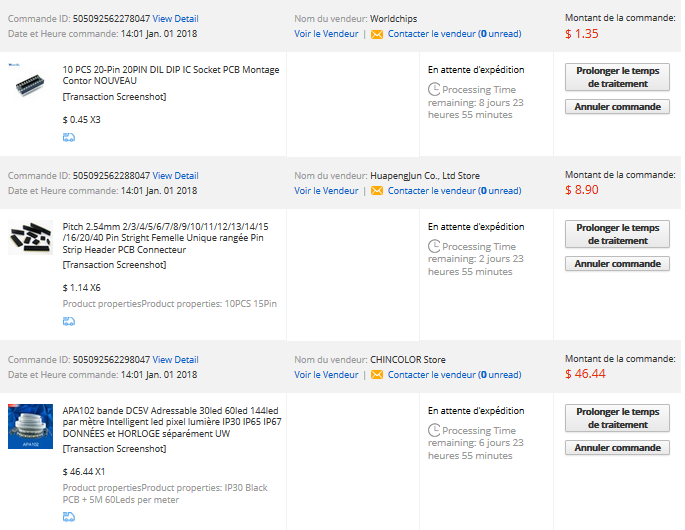 Commande ID: 505092562278047 View Detail
Nom du vendeur: Worldchips
Montant de la commande:
Date et Heure commande: 14:01 Jan. 01 2018
Voir le Vendeur | Contacter le vendeur (0 unread)
$ 1.35
10 PCS 20-Pin 20PIN DIL DIP IC Socket PCB Montage
Contor NOUVEAU
[Transaction Screenshot]
$ 0.45 X3
En attente d'expédition
Processing Time
remaining: 8 jours 23
heures 55 minutes
Prolonger le temps
de traitement
Annuler commande
Commande ID: 505092562288047 View Detail
Nom du vendeur: HuapengJun Co., Ltd Store
Montant de la commande:
Date et Heure commande: 14:01 Jan. 01 2018
Voir le Vendeur | Contacter le vendeur (0 unread)
$ 8.90
Pitch 2.54mm 2/3/4/5/6/7/8/9/10/11/12/13/14/15
/16/20/40 Pin Stright Femelle Unique rangée Pin
Strip Header PCB Connecteur
[Transaction Screenshot]
$ 1.14 X6
Product propertiesProduct properties: 10PCS 15Pin
En attente d'expédition
Processing Time
remaining: 2 jours 23
heures 55 minutes
Prolonger le temps
de traitement
Annuler commande
Commande ID: 505092562298047 View Detail
Nom du vendeur: CHINCOLOR Store
Montant de la commande:
Date et Heure commande: 14:01 Jan. 01 2018
Voir le Vendeur | Contacter le vendeur (0 unread)
$ 46.44
APA102
APA102 bande DC5V Adressable 30led 60led 144led
par mètre Intelligent led pixel lumière IP30 IP65 IP67
DONNÉES et HORLOGE séparément UW
[Transaction Screenshot]
$ 46.44 X1
Product propertiesProduct properties: IP30 Black
PCB + 5M 60Leds per meter
En attente d'expédition
Processing Time
remaining: 6 jours 23
heures 55 minutes
Prolonger le temps
de traitement
Annuler commande